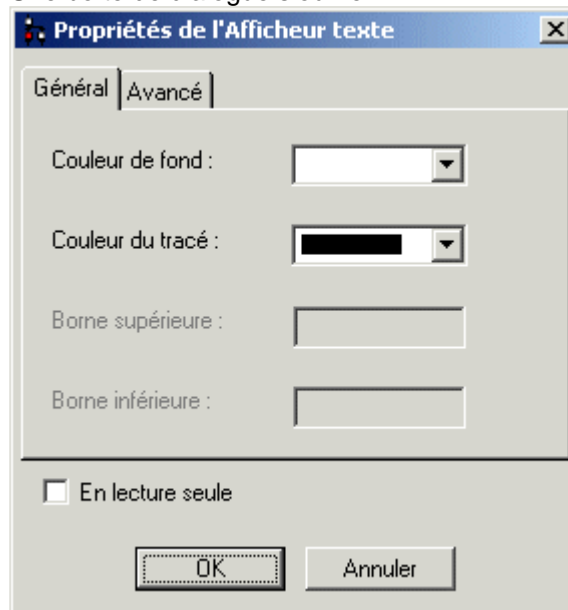 Propriétés de l'Afficheur texte
Général Avancé
Couleur de fond :
Couleur du tracé :
Borne supérieure :
Borne inférieure :
En lecture seule
OK Annuler